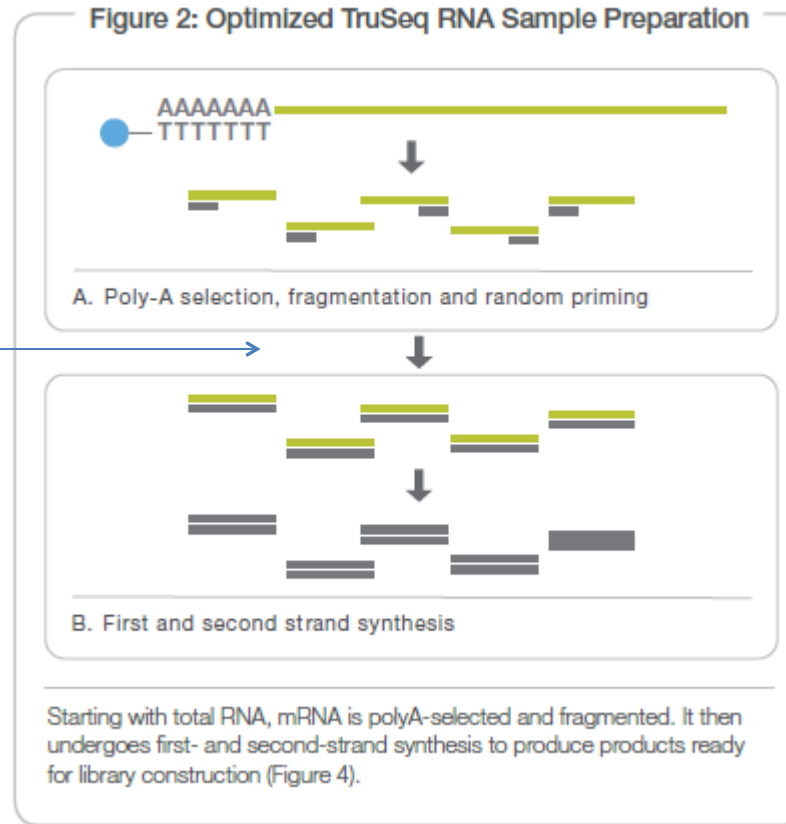 Figure 2: Optimized TruSeq RNA Sample Preparation
AAAAAAA
TTTTTTT
A. Poly-A selection, fragmentation and random priming
B. First and second strand synthesis
Starting with total RNA, mRNA is polyA-selected and fragmented. It then
undergoes first- and second-strand synthesis to produce products ready
for library construction (Figure 4).